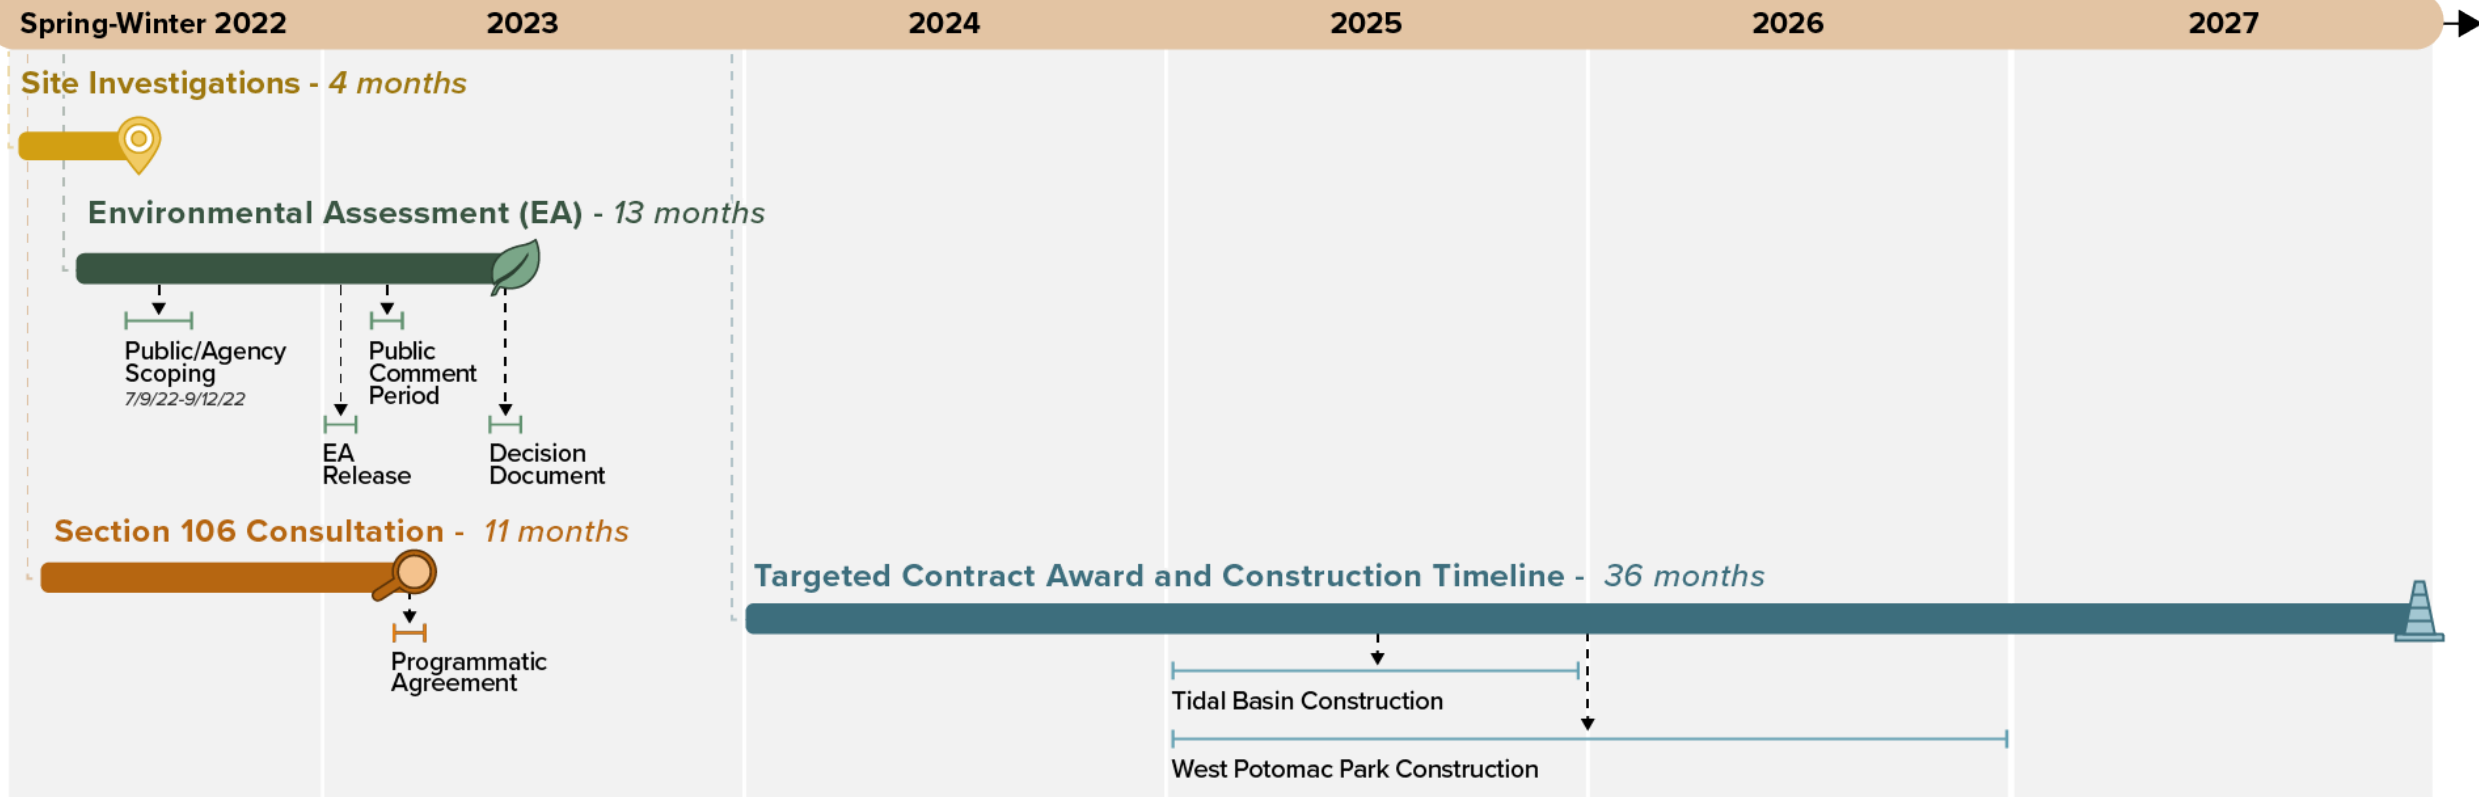 Spring-Winter 2022 2023 2024 2025 2026 2027
Site Investigations - 4 months
Environmental Assessment (EA) - 13 months
Public/Agency
Scoping
7/9/22-9/12/22
Public
Comment
Period
EA
Release
Decision
Document
Section 106 Consultation - 11 months
Programmatic
Agreement
Targeted Contract Award and Construction Timeline - 36 months
Tidal Basin Construction
West Potomac Park Construction